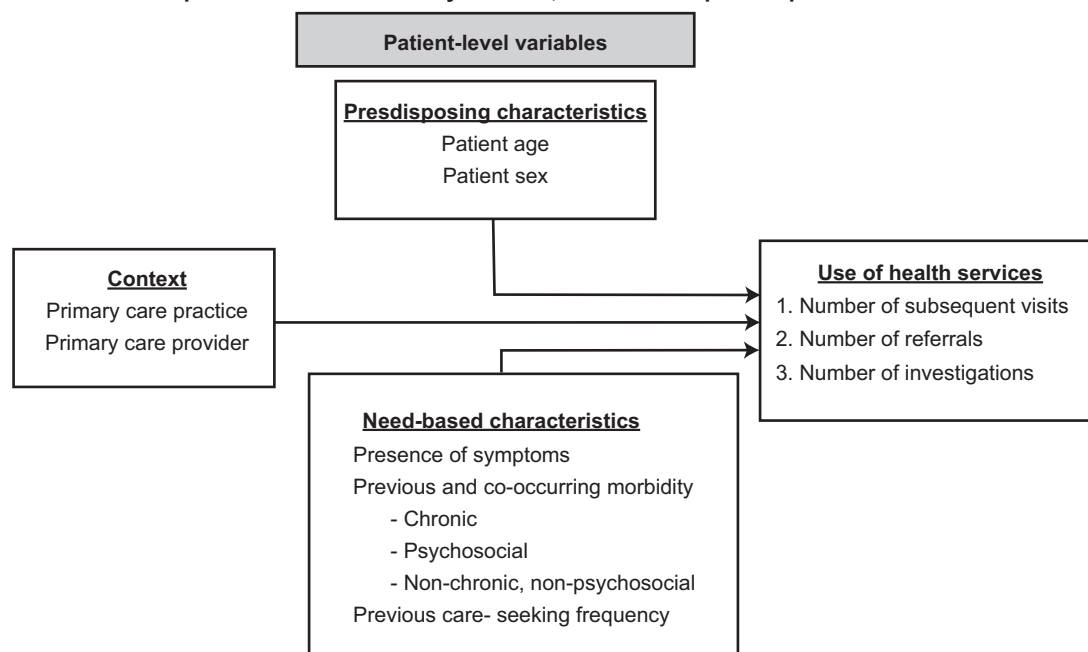 Patient-level variables
Presdisposing characteristics
Patient age
Patient sex
Context
Primary care practice
Primary care provider
Use of health services
1. Number of subsequent visits
2. Number of referrals
3. Number of investigations
Need-based characteristics
Presence of symptoms
Previous and co-occurring morbidity
- Chronic
- Psychosocial
- Non-chronic, non-psychosocial
Previous care- seeking frequency